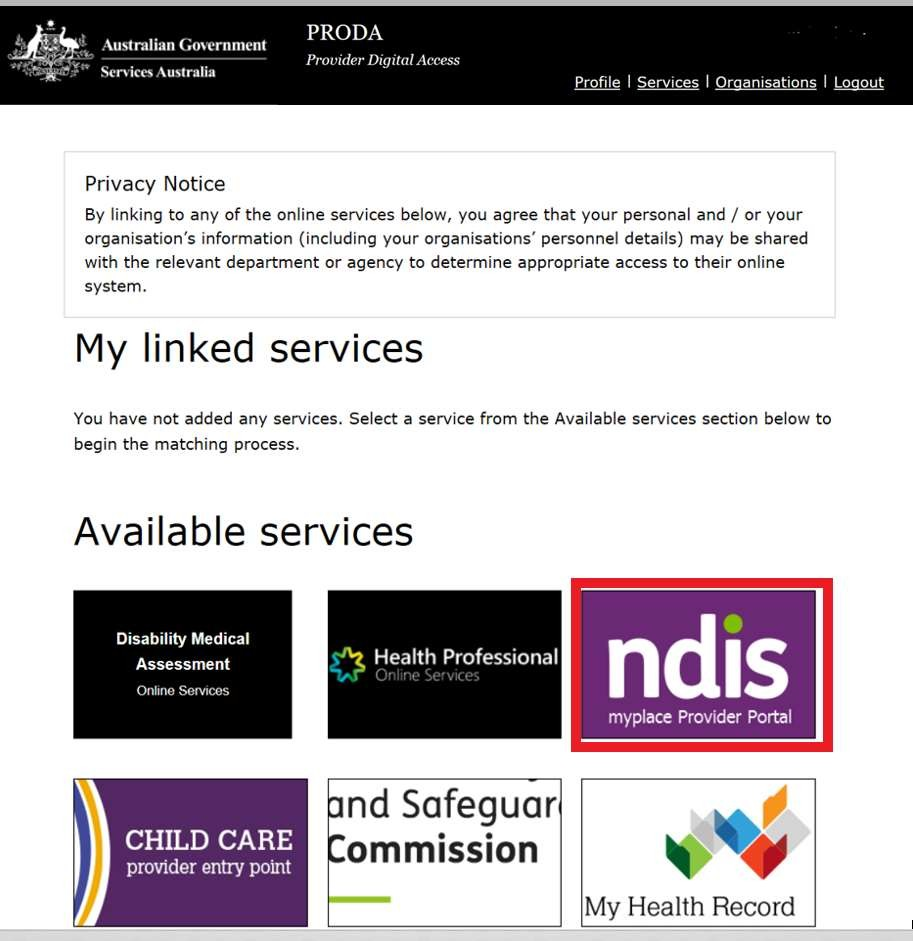 Australian Government
Services Australia
PRODA
Provider Digital Access
Profile | Services | Organisations | Logout
Privacy Notice
By linking to any of the online services below, you agree that your personal and / or your
organisation’s information (including your organisations’ personnel details) may be shared
with the relevant department or agency to determine appropriate access to their online
system.
My linked services
You have not added any services. Select a service from the Available services section below to
begin the matching process.
Available services
Disability Medical
Assessment
Online Services
Health Professional
Online Services
ndis
myplace Provider Portal
CHILD CARE
provider entry point
and Safeguar
Commission
My Health Record